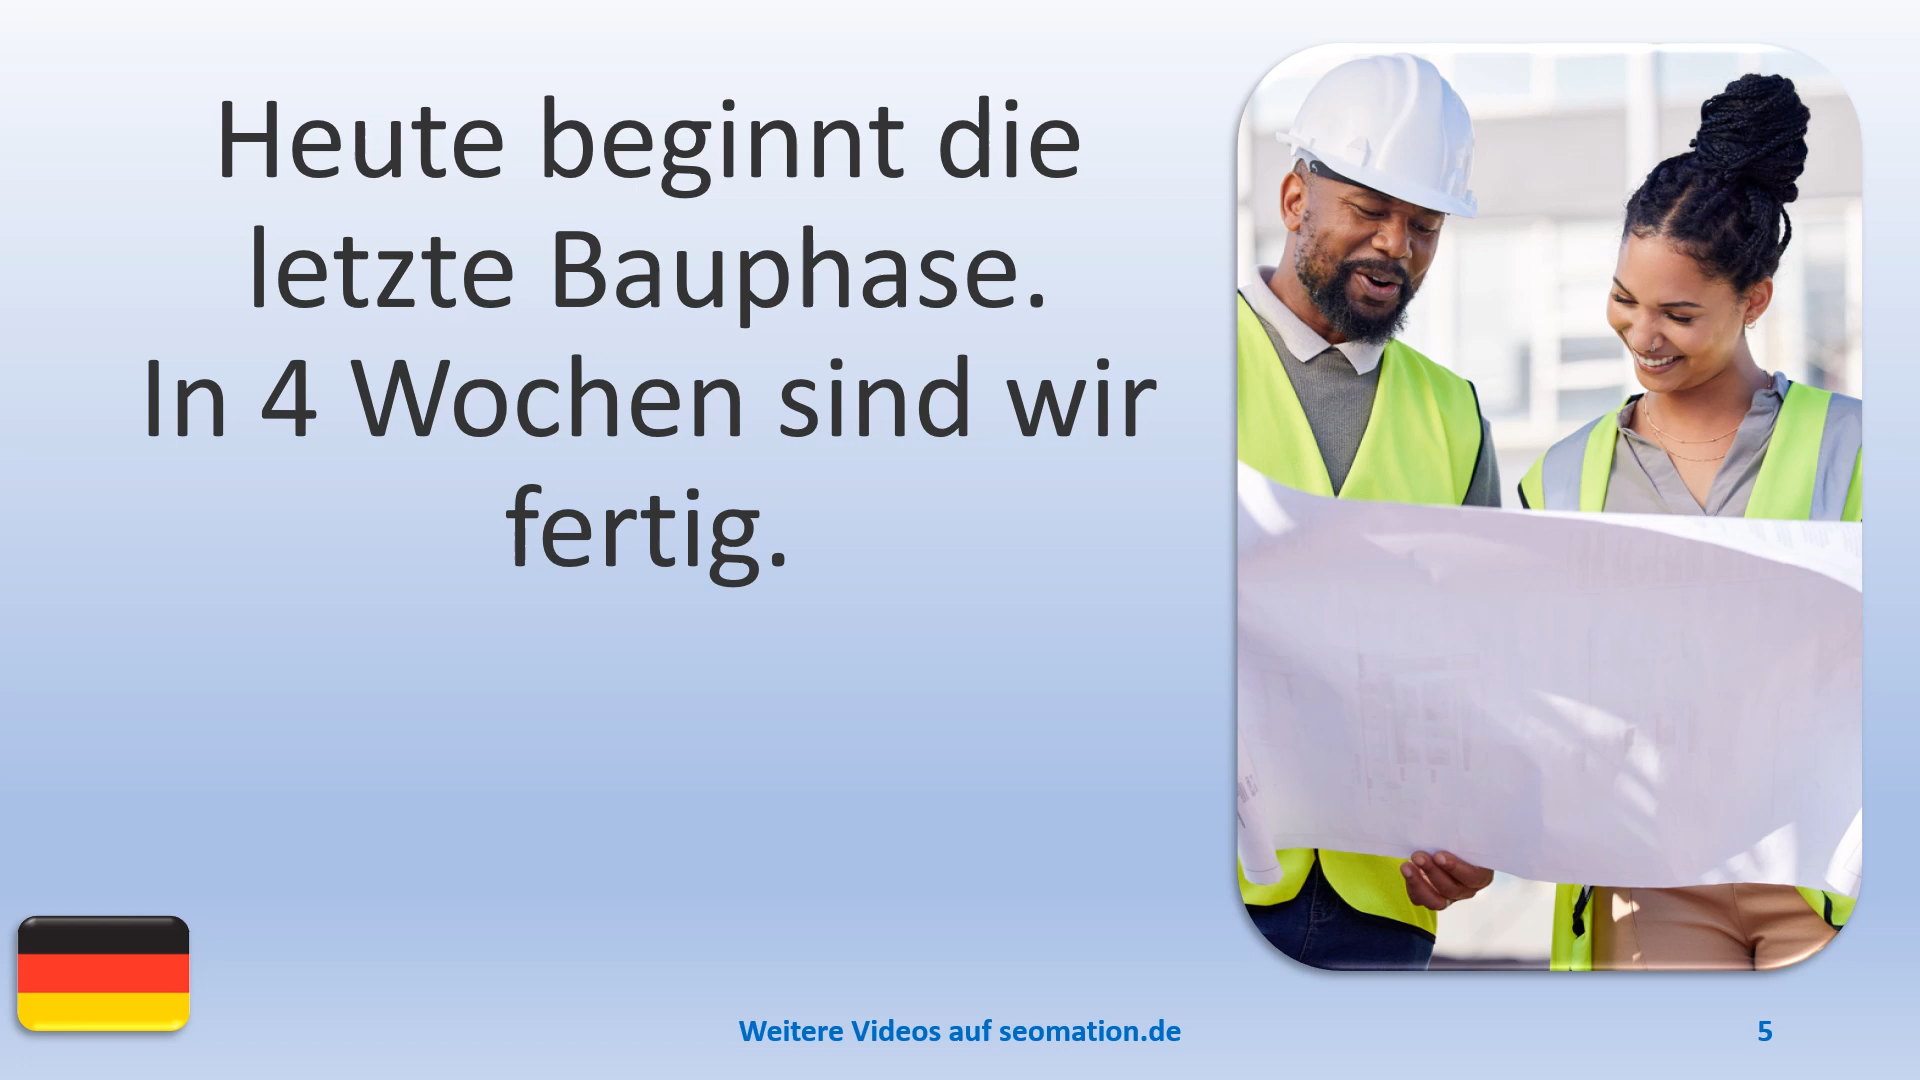 Heute beginnt die
letzte Bauphase.
In 4 Wochen sind wir
fertig.
Weitere Videos auf seomation.de
5